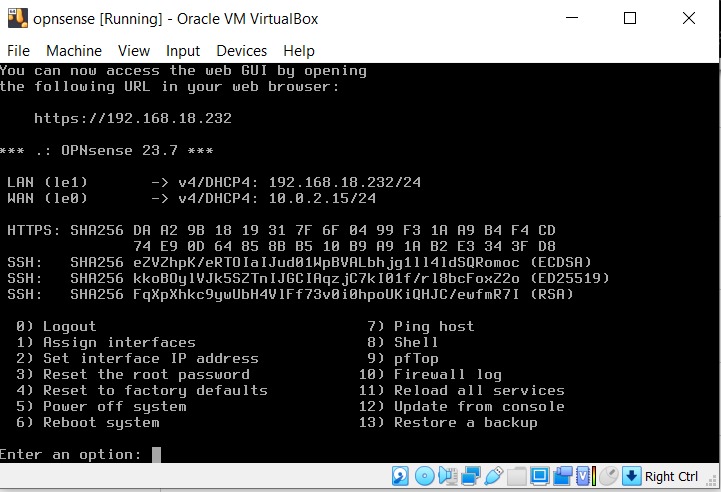 opnsense [Running] - Oracle VM VirtualBox
File Machine View Input Devices Help
You can now access the web GUI by opening
the following URL in your web browser:
https://192.168.18.232
*** .: OPNsense 23.7 ***
LAN (le1) -> v4/DHCP4: 192.168.18.232/24
WAN (le0) -> v4/DHCP4: 10.0.2.15/24
HTTPS: SHA256 DA A2 9B 18 19 31 7F 6F 04 99 F3 1A A9 B4 F4 CD
74 E9 0D 64 85 8B B5 10 B9 A9 1A B2 E3 34 3F D8
SSH: SHA256 eZVZhpK/eRTOIaIJud01WpBVALbhjg1ll4ldSQRomoc (ECDSA)
SSH: SHA256 kkoBOylVJk5SZTnIJGCIAqzjC7kI01f/rl8bcFoxZ2o (ED25519)
SSH: SHA256 FqXpXhkc9ywUbH4VlFf73v0i0hpoUKiQHJC/ewfmR7I (RSA)
0) Logout 7) Ping host
1) Assign interfaces 8) Shell
2) Set interface IP address 9) pfTop
3) Reset the root password 10) Firewall log
4) Reset to factory defaults 11) Reload all services
5) Power off system 12) Update from console
6) Reboot system 13) Restore a backup
Enter an option:
Right Ctrl